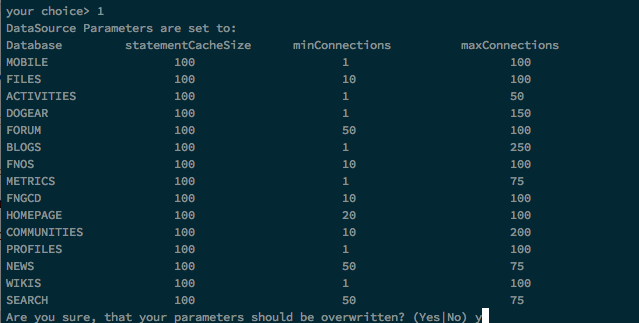 your choice> 1
DataSource Parameters are set to:
Database statementCacheSize minConnections maxConnections
MOBILE 100 1 100
FILES 100 10 100
ACTIVITIES 100 1 50
DOGEAR 100 1 150
FORUM 100 50 100
BLOGS 100 1 250
FNOS 100 10 100
METRICS 100 1 75
FNGCD 100 10 100
HOMEPAGE 100 20 100
COMMUNITIES 100 10 200
PROFILES 100 1 100
NEWS 100 50 75
WIKIS 100 1 100
SEARCH 100 50 75
Are you sure, that your parameters should be overwritten? (Yes|No) y